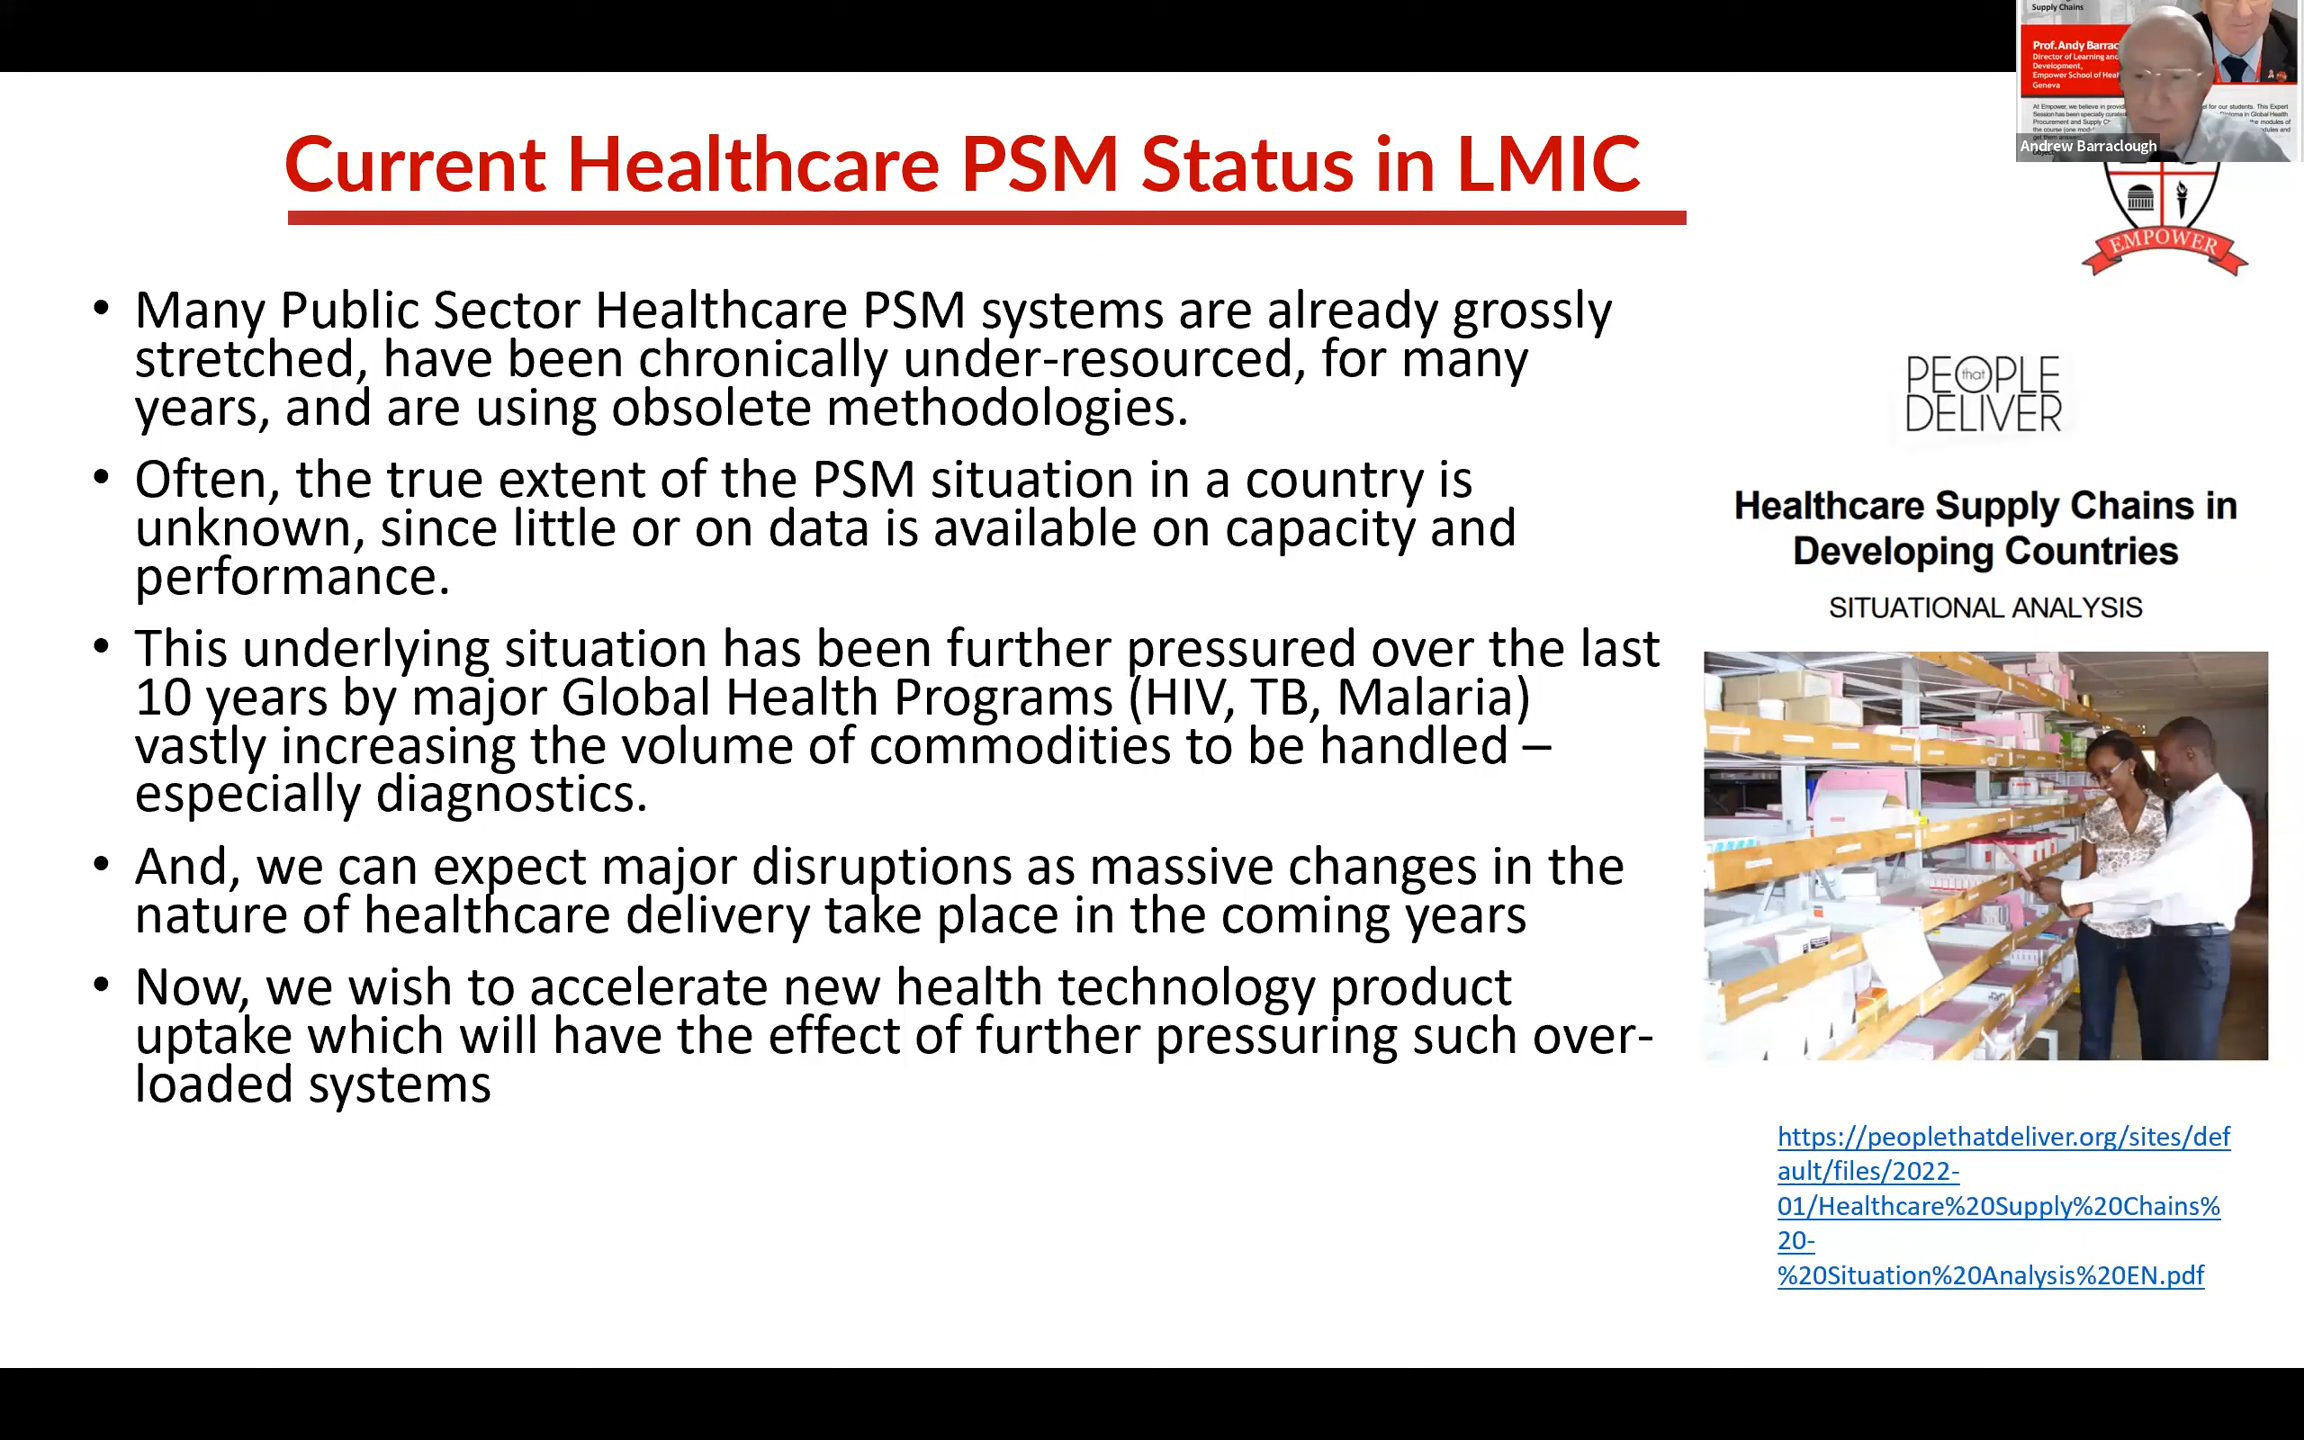 Supply Chains
Prof. Andy Barrac
Director of Learning and
Development,
Empower School of Heal
Geneva
Andrew Barraclough
Current Healthcare PSM Status in LMIC
EMPOWER
• Many Public Sector Healthcare PSM systems are already grossly
stretched, have been chronically under-resourced, for many
years, and are using obsolete methodologies.
• Often, the true extent of the PSM situation in a country is
unknown, since little or on data is available on capacity and
performance.
• This underlying situation has been further pressured over the last
10 years by major Global Health Programs (HIV, TB, Malaria)
vastly increasing the volume of commodities to be handled –
especially diagnostics.
• And, we can expect major disruptions as massive changes in the
nature of healthcare delivery take place in the coming years
• Now, we wish to accelerate new health technology product
uptake which will have the effect of further pressuring such over-
loaded systems
PEOPLE
that
DELIVER
Healthcare Supply Chains in
Developing Countries
SITUATIONAL ANALYSIS
https://peoplethatdeliver.org/sites/def
ault/files/2022-
01/Healthcare%20Supply%20Chains%
20-
%20Situation%20Analysis%20EN.pdf